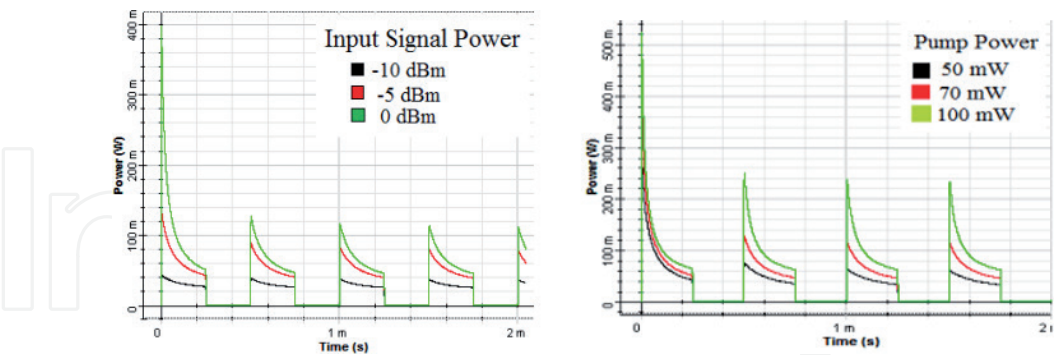 Input Signal Power
-10 dBm
-5 dBm
0 dBm
Power (W)
0 100 m 200 m 300 m 400 m
0 1 m 2 m
Time (s)
Pump Power
50 mW
70 mW
100 mW
Power (W)
0 100 m 200 m 300 m 400 m 500 m
0 1 m 2 m
Time (s)